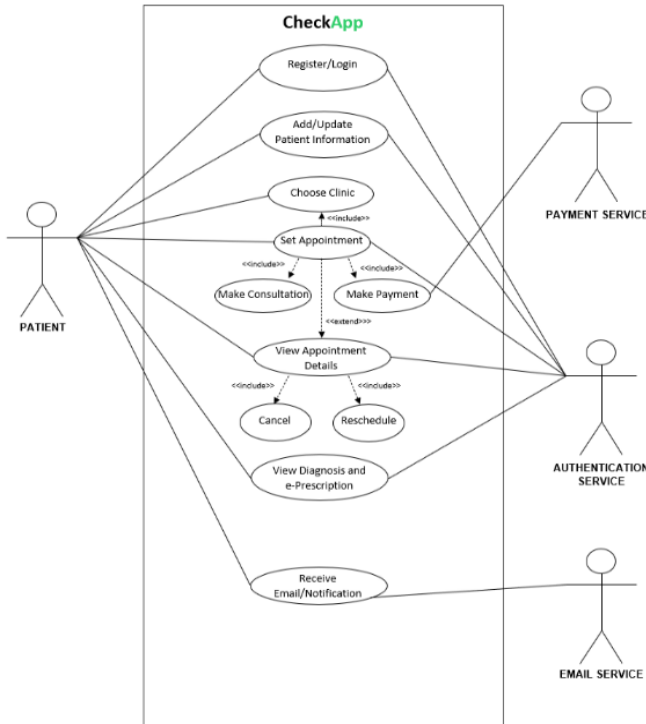 CheckApp
Register/Login
Add/Update
Patient Information
Choose Clinic
<<include>>
Set Appointment
<<include>>
<<include>>
Make Consultation
Make Payment
<<extend>>>
View Appointment
Details
<<include>>
<<include>>
Cancel
Reschedule
View Diagnosis and
e-Prescription
Receive
Email/Notification
PATIENT
PAYMENT SERVICE
AUTHENTICATION
SERVICE
EMAIL SERVICE